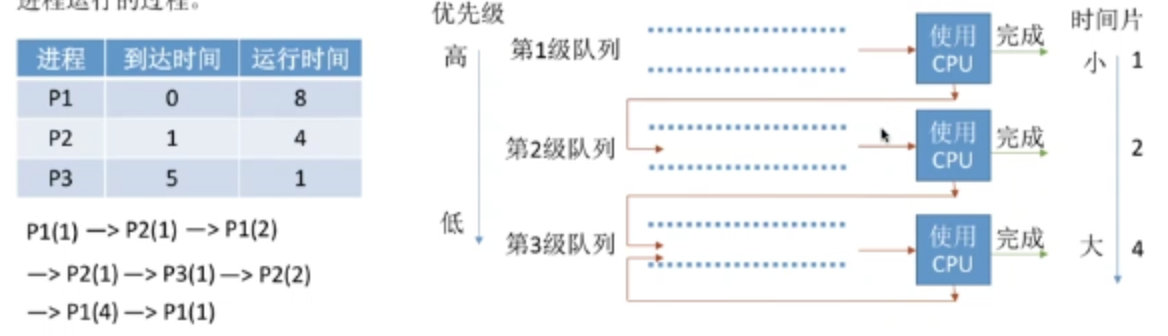 进程运行的过程。
进程 到达时间 运行时间
P1 0 8
P2 1 4
P3 5 1
P1(1) —> P2(1) —> P1(2)
—> P2(1) —> P3(1) —> P2(2)
—> P1(4) —> P1(1)
优先级
高
低
第1级队列
使用
CPU
完成
第2级队列
使用
CPU
完成
第3级队列
使用
CPU
完成
时间片
小 1
2
大 4